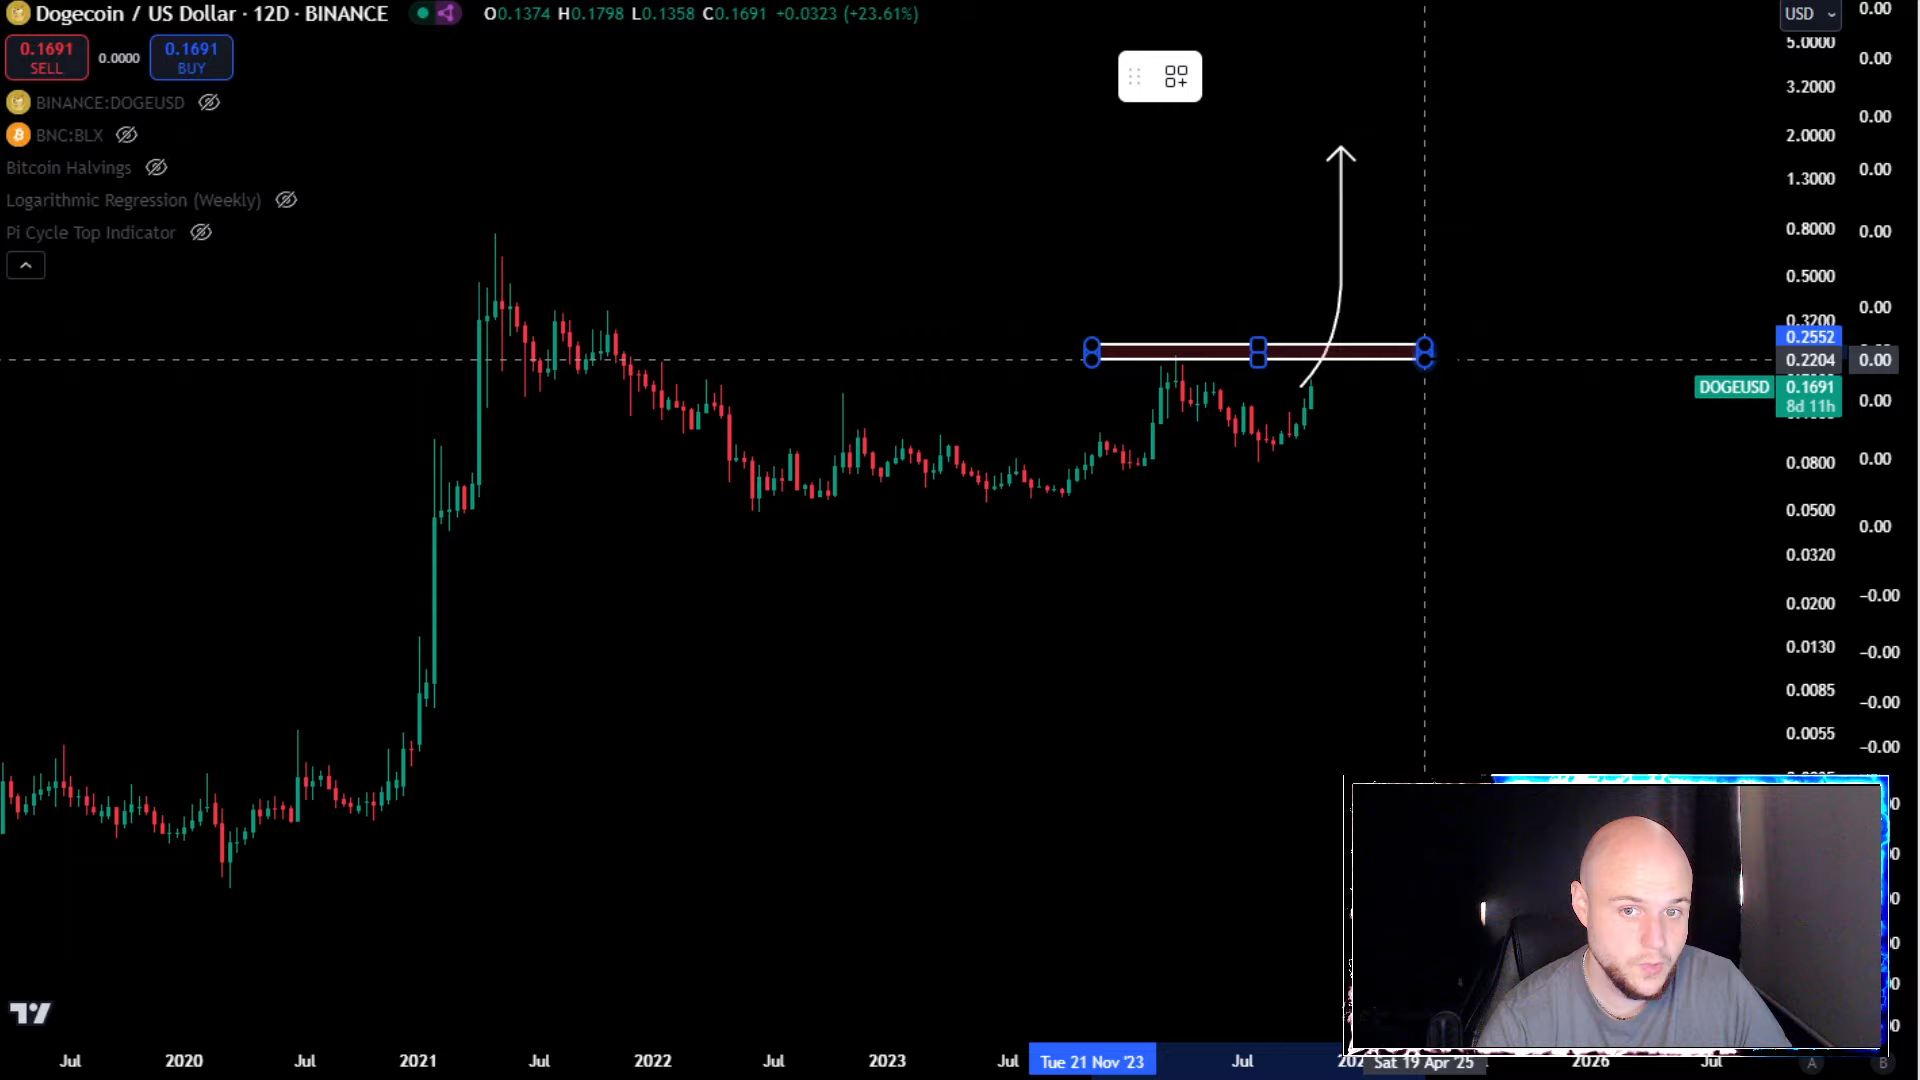 Dogecoin / US Dollar · 12D · BINANCE
O0.1374 H0.1798 L0.1358 C0.1691 +0.0323 (+23.61%)
0.1691
SELL
0.0000
0.1691
BUY
BINANCE:DOGEUSD
BNC:BLX
Bitcoin Halvings
Logarithmic Regression (Weekly)
Pi Cycle Top Indicator
USD
5.0000
3.2000
2.0000
1.3000
0.8000
0.5000
0.3200
0.2552
0.2204
DOGEUSD
0.1691
8d 11h
0.0800
0.0500
0.0320
0.0200
0.0130
0.0085
0.0055
0.00
0.00
0.00
0.00
0.00
0.00
0.00
0.00
0.00
0.00
−0.00
−0.00
−0.00
−0.00
Jul
2020
Jul
2021
Jul
2022
Jul
2023
Jul
Tue 21 Nov '23
Jul
Sat 19 Apr '25
2026
Jul
A
B